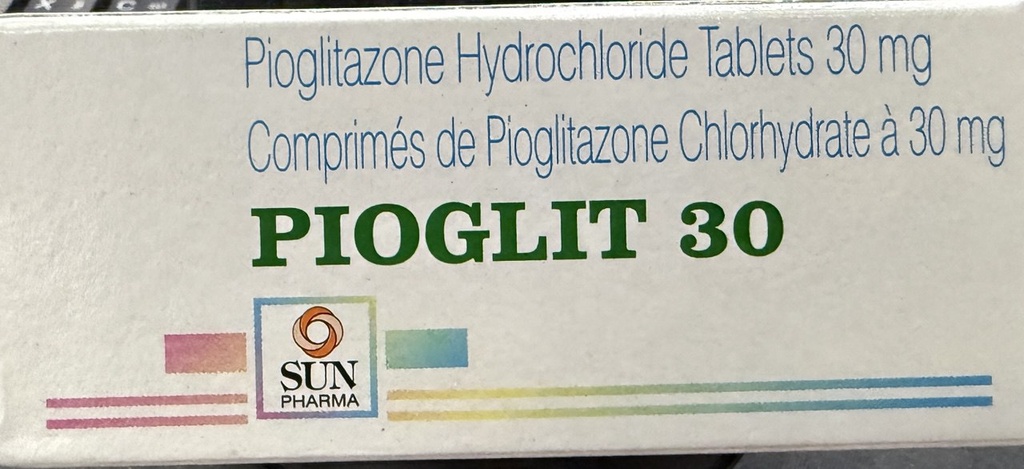 Pioglitazone Hydrochloride Tablets 30 mg
Comprimés de Pioglitazone Chlorhydrate à 30 mg
PIOGLIT 30
SUN
PHARMA